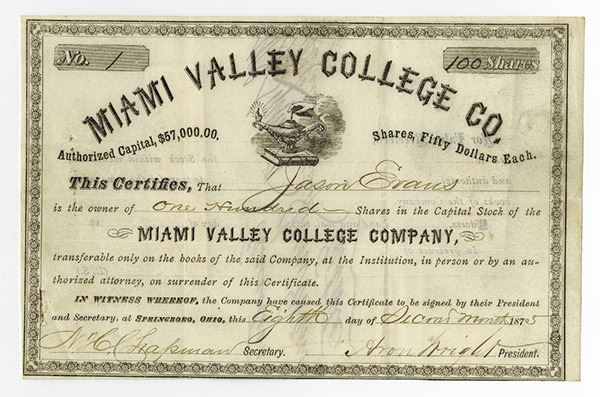 No. 1
100 Shares
MIAMI VALLEY COLLEGE CO.
Authorized Capital, $57,000.00.
Shares, Fifty Dollars Each.
This Certifies, That Jason Evans
is the owner of One Hundred Shares in the Capital Stock of the
MIAMI VALLEY COLLEGE COMPANY,
transferable only on the books of the said Company, at the Institution, in person or by an au-
thorized attorney, on surrender of this Certificate.
IN WITNESS WHEREOF, the Company have caused this Certificate to be signed by their President
and Secretary, at SPRINGBORO, OHIO, this Eighth day of Second Month 1875
N. C. Chapman Secretary. Aron Wright President.